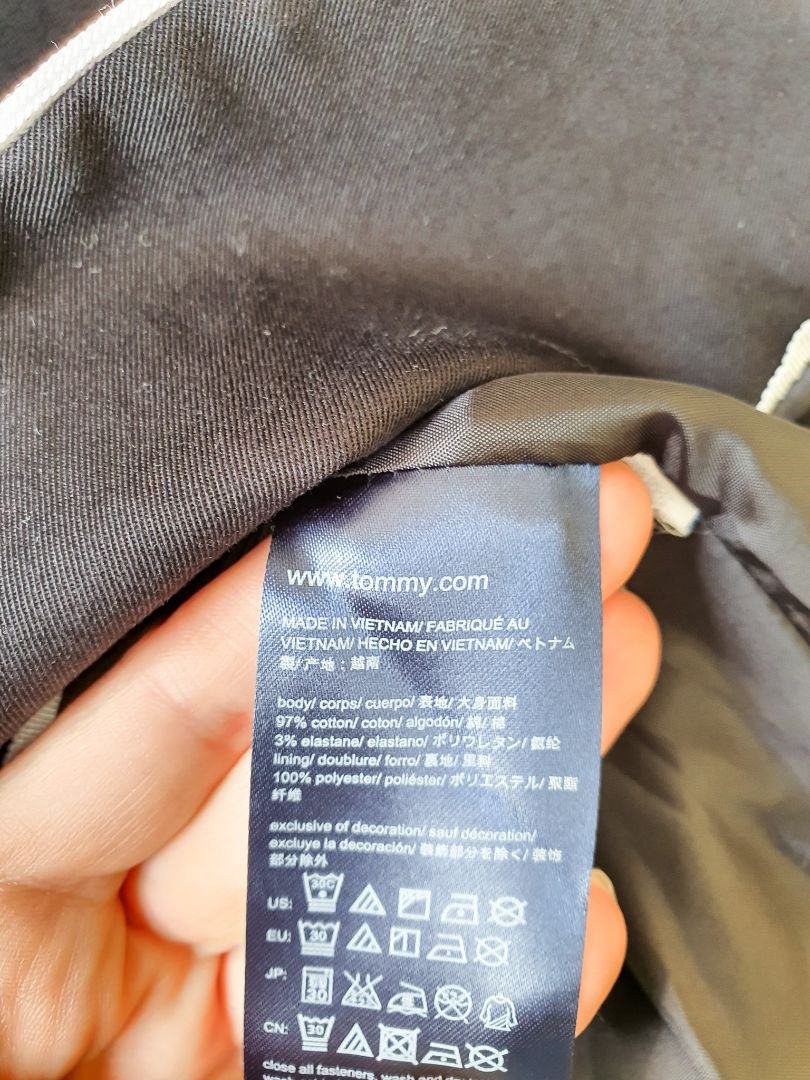 www.tommy.com
MADE IN VIETNAM/ FABRIQUÉ AU
VIETNAM/ HECHO EN VIETNAM/ ベトナム
製/ 产地：越南
body/ corps/ cuerpo/ 表地/ 大身面料
97% cotton/ coton/ algodón/ 綿/ 棉
3% elastane/ elastano/ ポリウレタン/ 氨纶
lining/ doublure/ forro/ 裏地/ 里料
100% polyester/ poliéster/ ポリエステル/ 聚酯
纤维
exclusive of decoration/ sauf décoration/
excluye la decoración/ 装飾部分を除く/ 装饰
部分除外
US: 30C
EU: 30
JP: 30
CN: 30
close all fasteners,